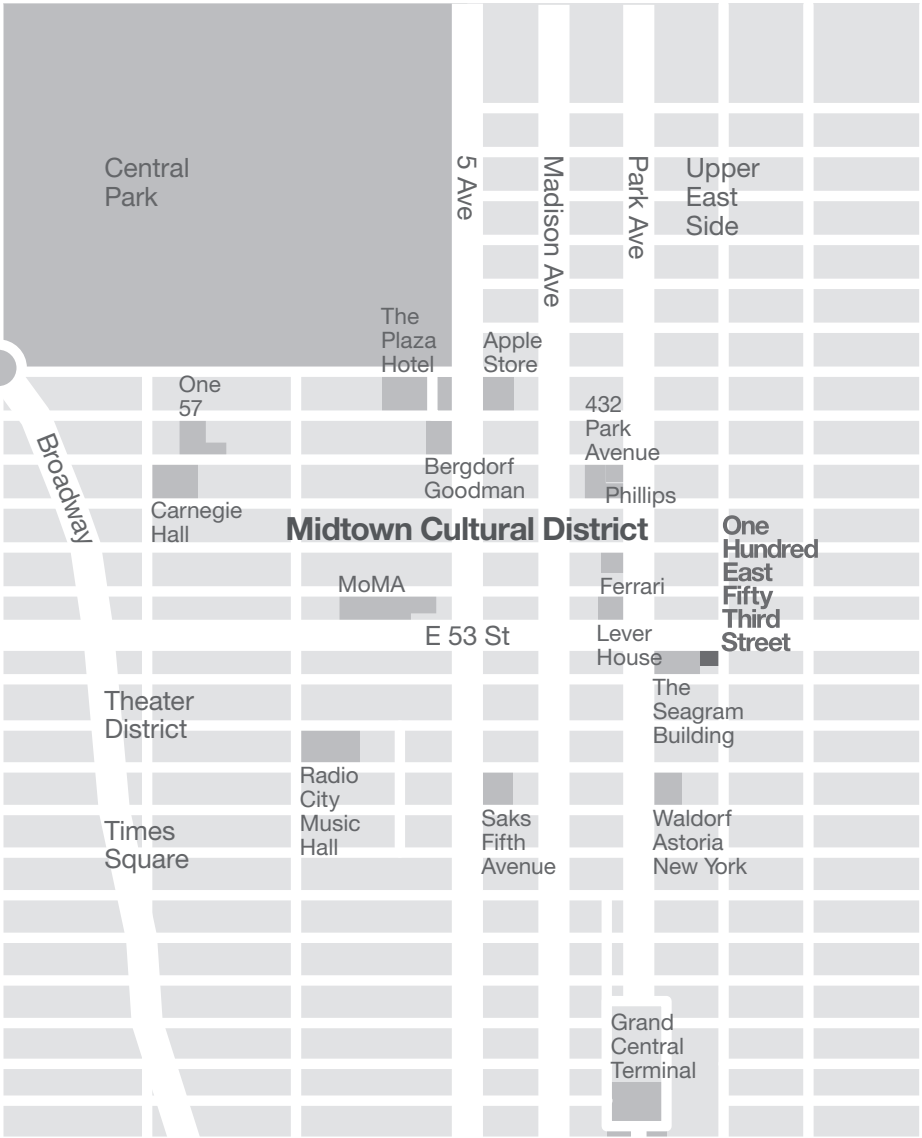 Central
Park
5 Ave
Madison Ave
Park Ave
Upper
East
Side
The
Plaza
Hotel
Apple
Store
One
57
432
Park
Avenue
Broadway
Bergdorf
Goodman
Phillips
Carnegie
Hall
Midtown Cultural District
One
Hundred
East
Fifty
Third
Street
MoMA
Ferrari
E 53 St
Lever
House
The
Seagram
Building
Theater
District
Radio
City
Music
Hall
Saks
Fifth
Avenue
Waldorf
Astoria
New York
Times
Square
Grand
Central
Terminal